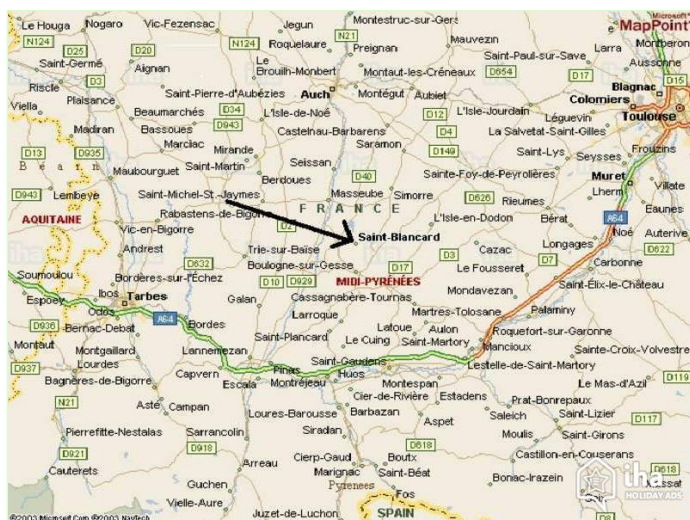 Le Houga
Nogaro
Vic-Fezensac
Jegun
Montestruc-sur-Gers
Microsoft
MapPoint
N124
D25
D20
Roquelaure
N21
Preignan
Mauvezin
Larra
Montberon
Saint-Germé
Aignan
Le
Brouilh-Monbert
Montaut-les-Créneaux
Saint-Paul-sur-Save
D654
D17
Aussonne
Riscle
D3
Plaisance
Saint-Pierre-d'Aubézies
Auch
Montégut
Aubiet
Blagnac
D15
Colomiers
Viella
Beaumarchés
D34
L'Isle-de-Noé
D12
L'Isle-Jourdain
Léguevin
Toulouse
Madiran
Bassoues
D943
Castelnau-Barbarens
D4
La Salvetat-Saint-Gilles
Marciac
Mirande
Saramon
D149
Saint-Lys
Seysses
Frouzins
D13
D935
Béarn
Maubourguet
Saint-Martin
Seissan
Berdoues
D40
Sainte-Foy-de-Peyrolières
Muret
Villate
D943
Lembeye
Saint-Michel-St Jaymes
Masseube
Simorre
D626
Rieumes
Lherm
Eaunes
AQUITAINE
Rabastens-de-Bigorre
FRANCE
L'Isle-en-Dodon
Bérat
A64
Noé
Auterive
Vic-en-Bigorre
D2
Saint-Blancard
Longages
Andrest
D632
Trie-sur-Baïse
D3
Cazac
D7
Carbonne
Soumoulou
Bordères-sur-l'Échez
Boulogne-sur-Gesse
D17
Le Fousseret
D10
D929
MIDI-PYRÉNÉES
Saint-Élix-le-Château
Espoey
Ibos
Tarbes
Galan
Cassagnabère-Tournas
Mondavezan
Odos
A64
Larroque
Martres-Tolosane
Palaminy
D936
Bernac-Debat
Bordes
Saint-Plancard
Latoue
Aulon
Roquefort-sur-Garonne
Montaut
Montgaillard
Lannemezan
Le Cuing
Saint-Martory
Mancioux
Sainte-Croix-Volvestre
Lourdes
Saint-Gaudens
D937
Capvern
Pinas
Huos
Lestelle-de-Saint-Martory
D119
Bagnères-de-Bigorre
Escala
Montréjeau
Montespan
Le Mas-d'Azil
N21
Asté
Campan
Cier-de-Rivière
Estadens
Prat-Bonrepaux
Loures-Barousse
Barbazan
Saleich
Saint-Lizier
D117
Pierrefitte-Nestalas
Sarrancolin
Siradan
Aspet
Moulis
Saint-Girons
D918
D618
D921
Arreau
Cierp-Gaud
Boutx
Castillon-en-Couserans
Cauterets
Marignac
Saint-Béat
D618
Guchen
Pyrenees
Bonac-Irazein
Vielle-Aure
Fos
Juzet-de-Luchon
SPAIN
iha
HOLIDAY ADS
©2003 Microsoft Corp ©2003 NavTech